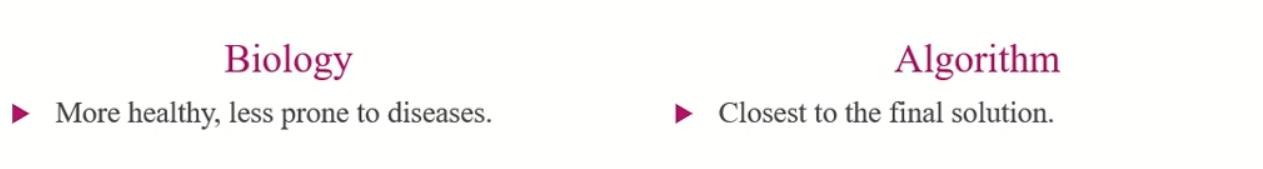 Biology
More healthy, less prone to diseases.
Algorithm
Closest to the final solution.